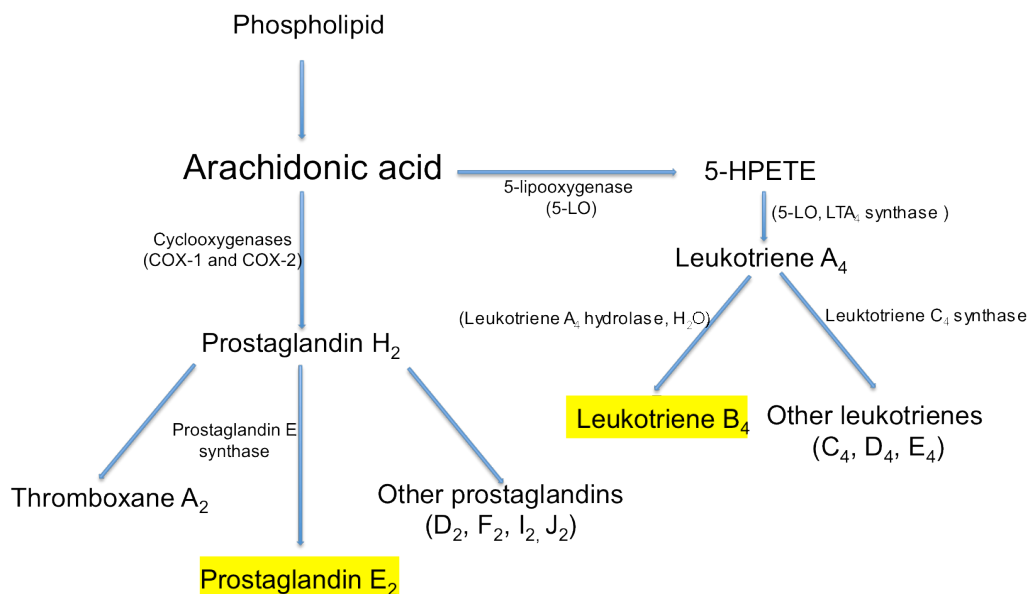 Phospholipid
Arachidonic acid
5-lipooxygenase
(5-LO)
5-HPETE
(5-LO, LTA₄ synthase )
Cyclooxygenases
(COX-1 and COX-2)
Leukotriene A₄
(Leukotriene A₄ hydrolase, H₂O)
Leuktotriene C₄ synthase
Prostaglandin H₂
Leukotriene B₄
Other leukotrienes
(C₄, D₄, E₄)
Prostaglandin E
synthase
Thromboxane A₂
Other prostaglandins
(D₂, F₂, I₂, J₂)
Prostaglandin E₂